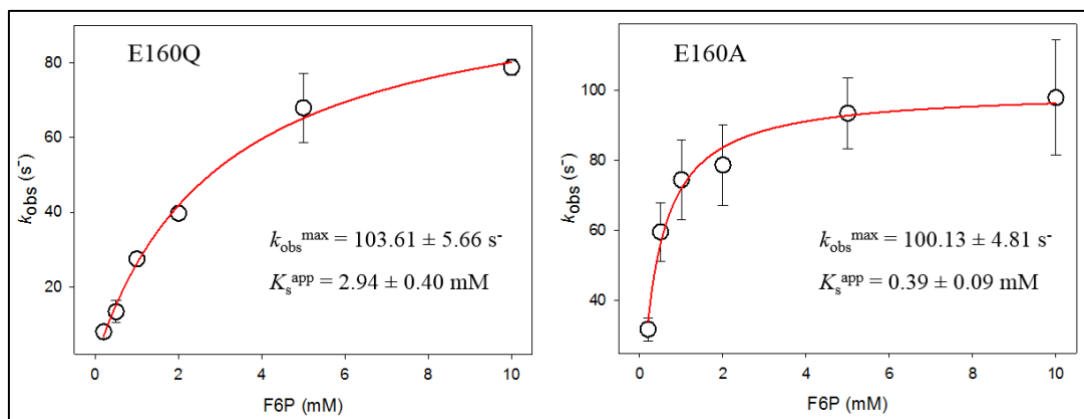 E160Q
80
60
40
20
kobs (s-)
kobsmax = 103.61 ± 5.66 s-
Ksapp = 2.94 ± 0.40 mM
0 2 4 6 8 10
F6P (mM)
E160A
100
80
60
40
kobs (s-)
kobsmax = 100.13 ± 4.81 s-
Ksapp = 0.39 ± 0.09 mM
0 2 4 6 8 10
F6P (mM)